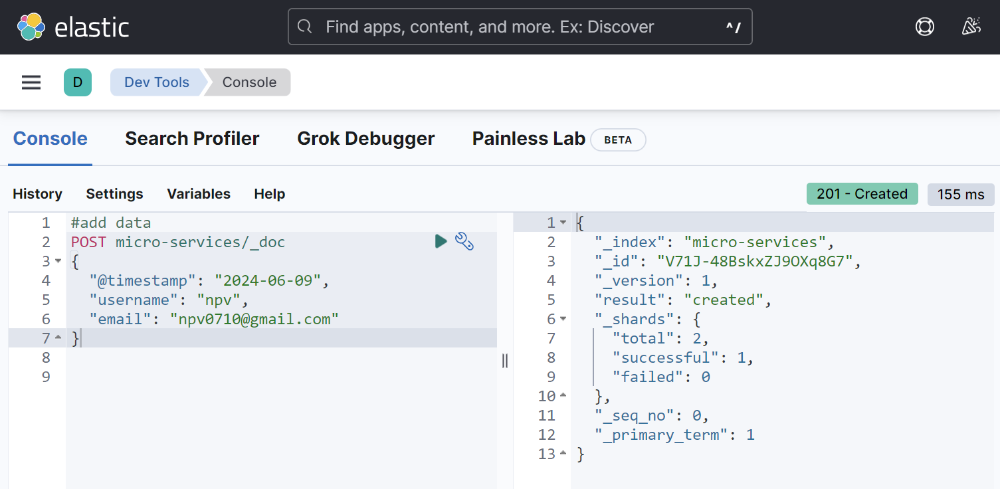 elastic
Find apps, content, and more. Ex: Discover ^/
D Dev Tools Console
Console Search Profiler Grok Debugger Painless Lab BETA
History Settings Variables Help 201 - Created 155 ms
1 #add data
2 POST micro-services/_doc
3 {
4 "@timestamp": "2024-06-09",
5 "username": "npv",
6 "email": "npv0710@gmail.com"
7 }
8
9
1 {
2 "_index": "micro-services",
3 "_id": "V71J-48BskxZJ9OXq8G7",
4 "_version": 1,
5 "result": "created",
6 "_shards": {
7 "total": 2,
8 "successful": 1,
9 "failed": 0
10 },
11 "_seq_no": 0,
12 "_primary_term": 1
13 }